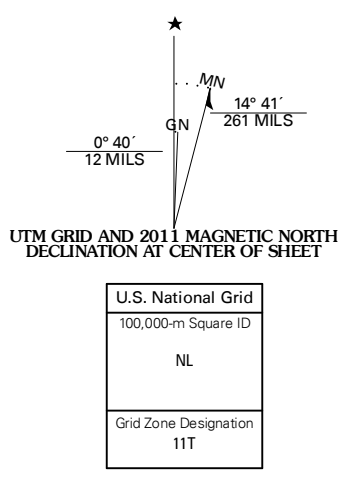 ★
MN
14° 41´
261 MILS
GN
0° 40´
12 MILS
UTM GRID AND 2011 MAGNETIC NORTH
DECLINATION AT CENTER OF SHEET
U.S. National Grid
100,000-m Square ID
NL
Grid Zone Designation
11T